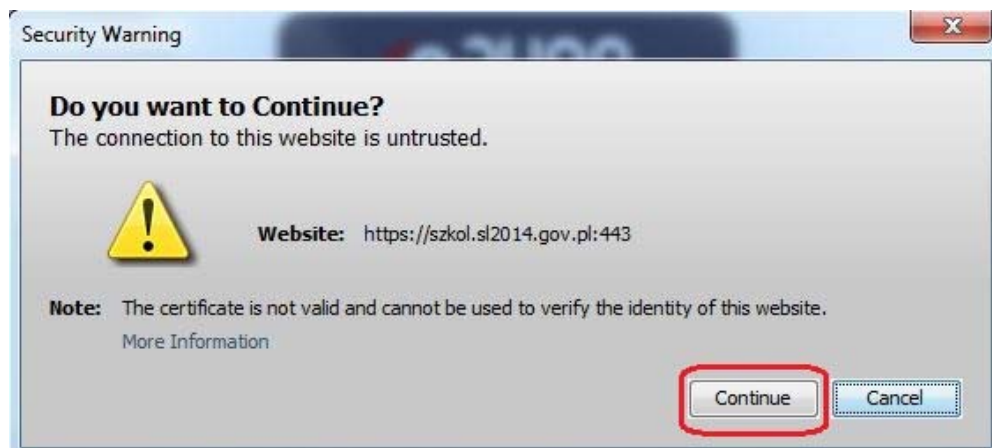 Security Warning
Do you want to Continue?
The connection to this website is untrusted.
Website: https://szkol.sl2014.gov.pl:443
Note: The certificate is not valid and cannot be used to verify the identity of this website.
More Information
Continue Cancel